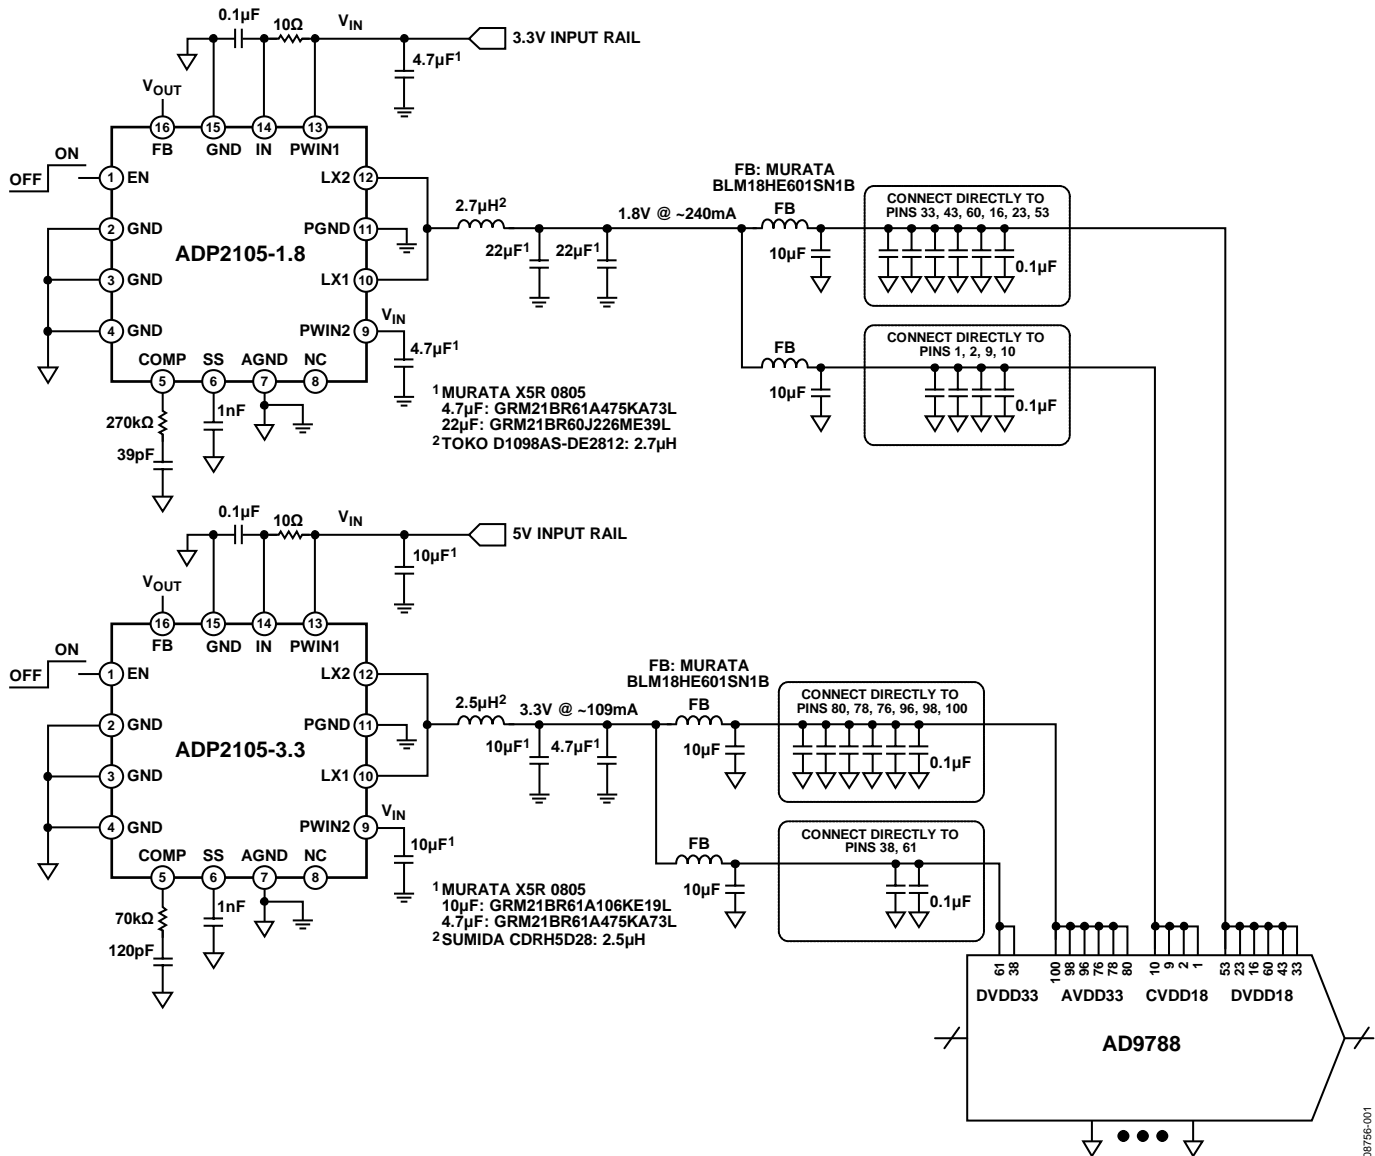 0.1µF
10Ω
VIN
3.3V INPUT RAIL
4.7µF1
VOUT
16
15
14
13
FB
GND
IN
PWIN1
ON
OFF
1
EN
LX2
12
2
GND
PGND
11
ADP2105-1.8
3
GND
LX1
10
4
GND
PWIN2
9
VIN
4.7µF1
COMP
SS
AGND
NC
5
6
7
8
270kΩ
39pF
1nF
1 MURATA X5R 0805
4.7µF: GRM21BR61A475KA73L
22µF: GRM21BR60J226ME39L
2 TOKO D1098AS-DE2812: 2.7µH
2.7µH2
22µF1
22µF1
1.8V @ ~240mA
FB: MURATA
BLM18HE601SN1B
FB
10µF
CONNECT DIRECTLY TO
PINS 33, 43, 60, 16, 23, 53
0.1µF
FB
10µF
CONNECT DIRECTLY TO
PINS 1, 2, 9, 10
0.1µF
0.1µF
10Ω
VIN
5V INPUT RAIL
10µF1
VOUT
16
15
14
13
FB
GND
IN
PWIN1
ON
OFF
1
EN
LX2
12
2
GND
PGND
11
ADP2105-3.3
3
GND
LX1
10
4
GND
PWIN2
9
VIN
10µF1
COMP
SS
AGND
NC
5
6
7
8
70kΩ
120pF
1nF
1 MURATA X5R 0805
10µF: GRM21BR61A106KE19L
4.7µF: GRM21BR61A475KA73L
2 SUMIDA CDRH5D28: 2.5µH
2.5µH2
3.3V @ ~109mA
10µF1
4.7µF1
FB: MURATA
BLM18HE601SN1B
FB
10µF
CONNECT DIRECTLY TO
PINS 80, 78, 76, 96, 98, 100
0.1µF
FB
10µF
CONNECT DIRECTLY TO
PINS 38, 61
0.1µF
61
38
100
98
96
76
78
80
10
9
2
1
53
23
16
60
43
33
DVDD33
AVDD33
CVDD18
DVDD18
AD9788
08756-001